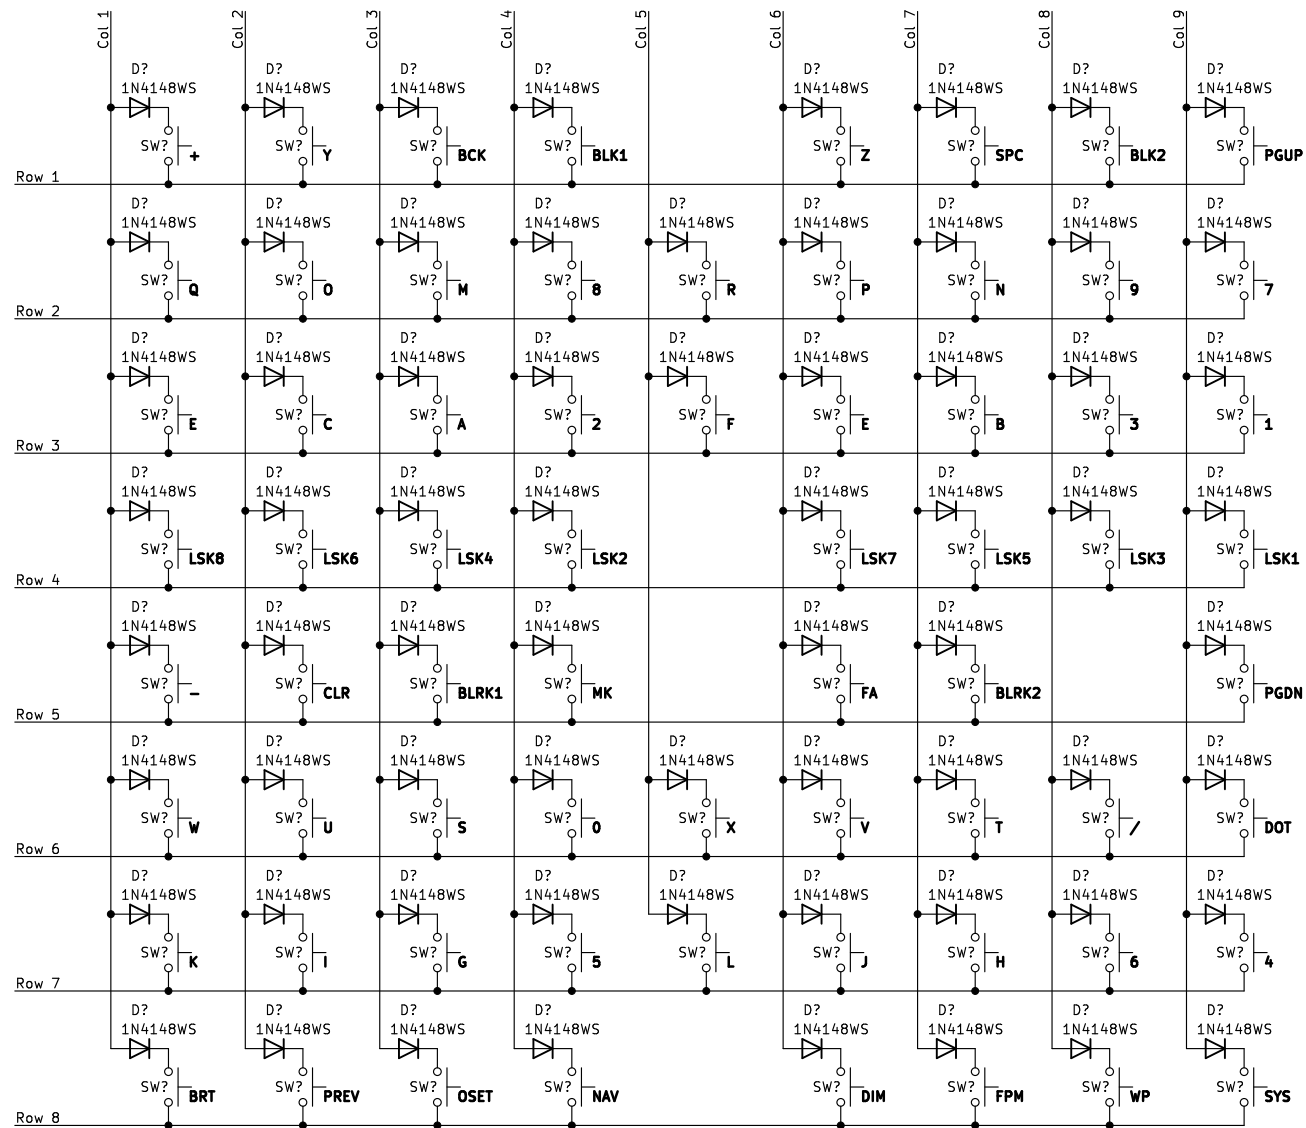 Col 1 Col 2 Col 3 Col 4 Col 5 Col 6 Col 7 Col 8 Col 9
D? D? D? D? D? D? D? D?
1N4148WS 1N4148WS 1N4148WS 1N4148WS 1N4148WS 1N4148WS 1N4148WS 1N4148WS
SW? + SW? Y SW? BCK SW? BLK1 SW? Z SW? SPC SW? BLK2 SW? PGUP
Row 1
D? D? D? D? D? D? D? D? D?
1N4148WS 1N4148WS 1N4148WS 1N4148WS 1N4148WS 1N4148WS 1N4148WS 1N4148WS 1N4148WS
SW? Q SW? O SW? M SW? 8 SW? R SW? P SW? N SW? 9 SW? 7
Row 2
D? D? D? D? D? D? D? D? D?
1N4148WS 1N4148WS 1N4148WS 1N4148WS 1N4148WS 1N4148WS 1N4148WS 1N4148WS 1N4148WS
SW? E SW? C SW? A SW? 2 SW? F SW? E SW? B SW? 3 SW? 1
Row 3
D? D? D? D? D? D? D? D?
1N4148WS 1N4148WS 1N4148WS 1N4148WS 1N4148WS 1N4148WS 1N4148WS 1N4148WS
SW? LSK8 SW? LSK6 SW? LSK4 SW? LSK2 SW? LSK7 SW? LSK5 SW? LSK3 SW? LSK1
Row 4
D? D? D? D? D? D? D?
1N4148WS 1N4148WS 1N4148WS 1N4148WS 1N4148WS 1N4148WS 1N4148WS
SW? - SW? CLR SW? BLRK1 SW? MK SW? FA SW? BLRK2 SW? PGDN
Row 5
D? D? D? D? D? D? D? D? D?
1N4148WS 1N4148WS 1N4148WS 1N4148WS 1N4148WS 1N4148WS 1N4148WS 1N4148WS 1N4148WS
SW? W SW? U SW? S SW? 0 SW? X SW? V SW? T SW? / SW? DOT
Row 6
D? D? D? D? D? D? D? D? D?
1N4148WS 1N4148WS 1N4148WS 1N4148WS 1N4148WS 1N4148WS 1N4148WS 1N4148WS 1N4148WS
SW? K SW? I SW? G SW? 5 SW? L SW? J SW? H SW? 6 SW? 4
Row 7
D? D? D? D? D? D? D? D?
1N4148WS 1N4148WS 1N4148WS 1N4148WS 1N4148WS 1N4148WS 1N4148WS 1N4148WS
SW? BRT SW? PREV SW? OSET SW? NAV SW? DIM SW? FPM SW? WP SW? SYS
Row 8